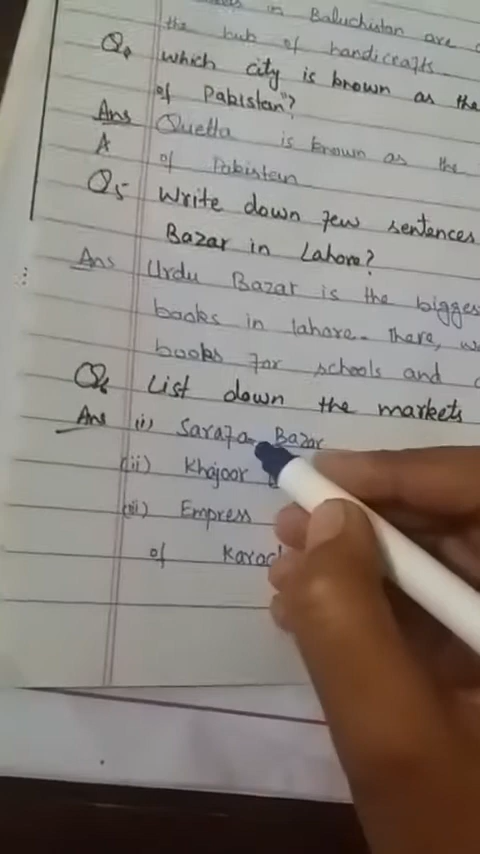 in Baluchistan are
the hub of handicrafts
Q4 which city is known as the
of Pakistan"?
Ans Quetta is known as the
A of Pakistan
Q5 Write down few sentences
Bazar in Lahore?
Ans Urdu Bazar is the bigges
books in lahore. There, w
books for schools and
Q6 List down the markets
Ans (i) Sarafa Bazar
(ii) Khajoor
(iii) Empress
of Karachi